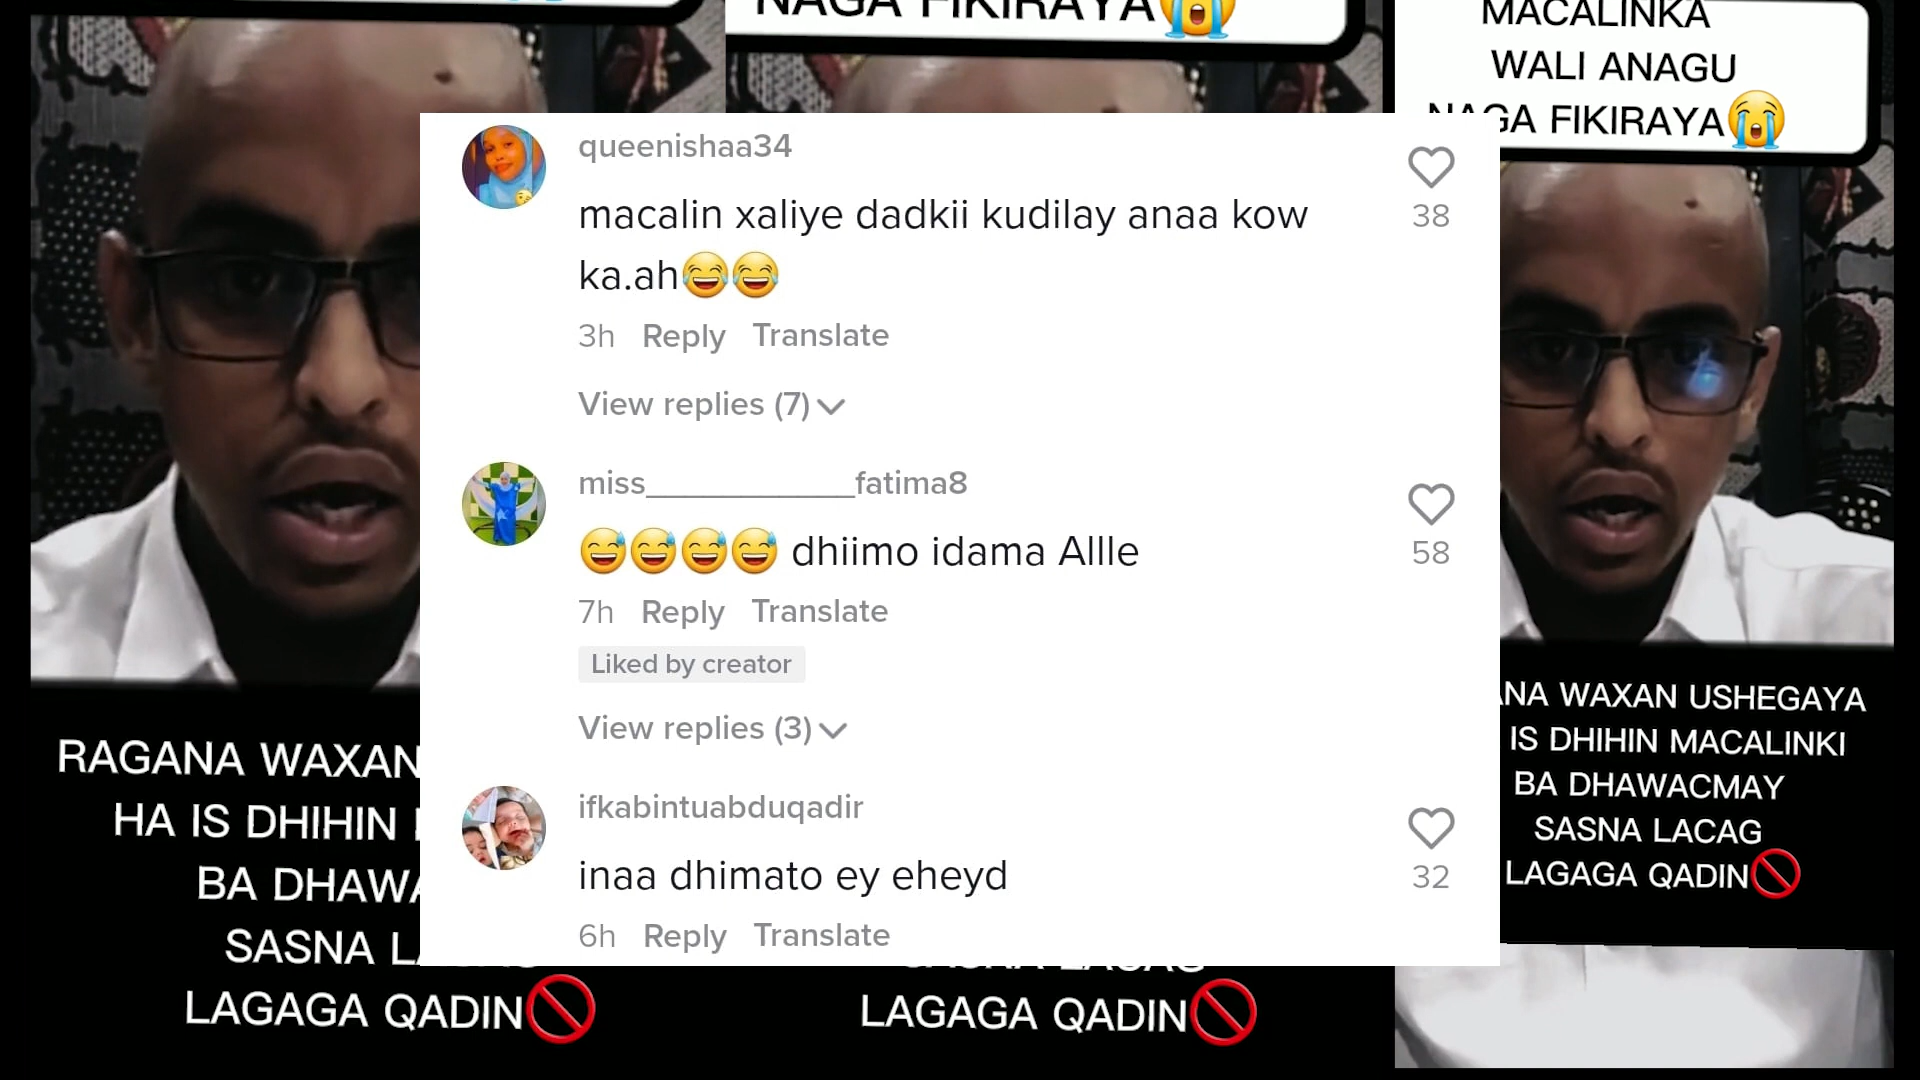 NAGA FIKIRAYA😭
MACALINKA
WALI ANAGU
NAGA FIKIRAYA😭
queenishaa34
macalin xaliye dadkii kudilay anaa kow
ka.ah😂😂
38
3h Reply Translate
View replies (7)
miss___________fatima8
😅😅😅😅 dhiimo idama Allle
58
7h Reply Translate
Liked by creator
View replies (3)
ifkabintuabduqadir
inaa dhimato ey eheyd
32
6h Reply Translate
RAGANA WAXAN
HA IS DHIHIN
BA
SASNA
LAGAGA QADIN🚫
LAGAGA QADIN🚫
WAXAN USHEGAYA
IS DHIHIN MACALINKI
BA DHAWACMAY
SASNA LACAG
LAGAGA QADIN🚫